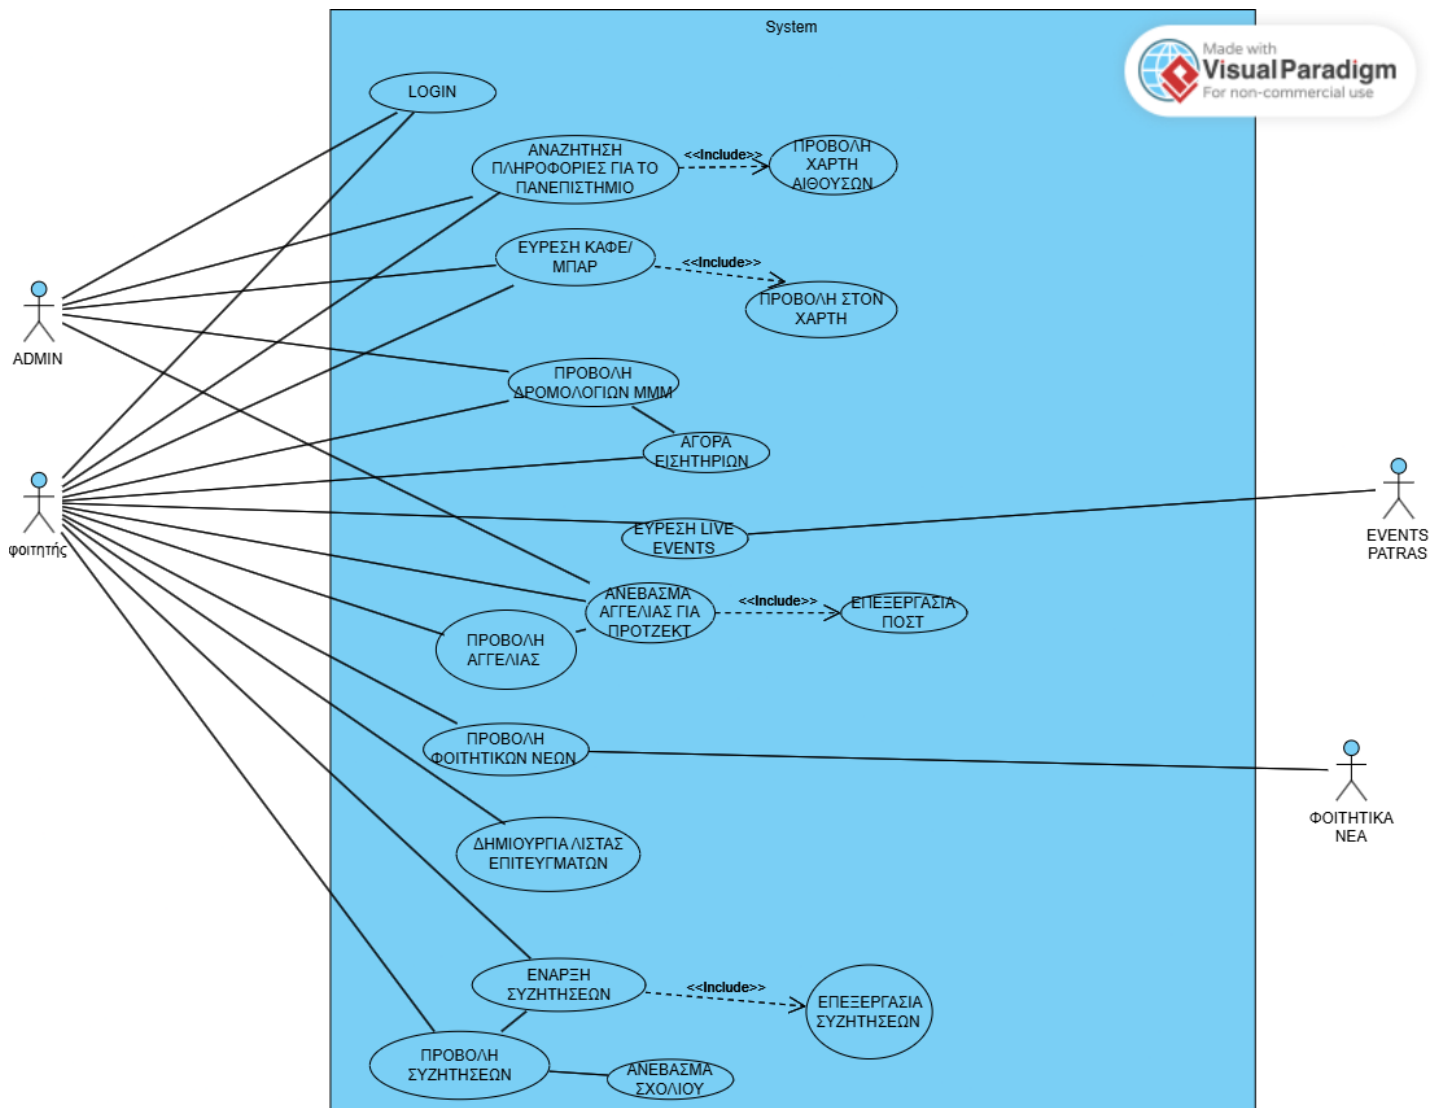 System
Made with
Visual Paradigm
For non-commercial use
LOGIN
ΑΝΑΖΗΤΗΣΗ
ΠΛΗΡΟΦΟΡΙΕΣ ΓΙΑ ΤΟ
ΠΑΝΕΠΙΣΤΗΜΙΟ
<<Include>>
ΠΡΟΒΟΛΗ
ΧΑΡΤΗ
ΑΙΘΟΥΣΩΝ
ΕΥΡΕΣΗ ΚΑΦΕ/
ΜΠΑΡ
<<Include>>
ΠΡΟΒΟΛΗ ΣΤΟΝ
ΧΑΡΤΗ
ADMIN
ΠΡΟΒΟΛΗ
ΔΡΟΜΟΛΟΓΙΩΝ ΜΜΜ
ΑΓΟΡΑ
ΕΙΣΗΤΗΡΙΩΝ
φοιτητής
ΕΥΡΕΣΗ LIVE
EVENTS
EVENTS
PATRAS
ΑΝΕΒΑΣΜΑ
ΑΓΓΕΛΙΑΣ ΓΙΑ
ΠΡΟΤΖΕΚΤ
<<Include>>
ΕΠΕΞΕΡΓΑΣΙΑ
ΠΟΣΤ
ΠΡΟΒΟΛΗ
ΑΓΓΕΛΙΑΣ
ΠΡΟΒΟΛΗ
ΦΟΙΤΗΤΙΚΩΝ ΝΕΩΝ
ΦΟΙΤΗΤΙΚΑ
ΝΕΑ
ΔΗΜΙΟΥΡΓΙΑ ΛΙΣΤΑΣ
ΕΠΙΤΕΥΓΜΑΤΩΝ
ΕΝΑΡΞΗ
ΣΥΖΗΤΗΣΕΩΝ
<<Include>>
ΕΠΕΞΕΡΓΑΣΙΑ
ΣΥΖΗΤΗΣΕΩΝ
ΠΡΟΒΟΛΗ
ΣΥΖΗΤΗΣΕΩΝ
ΑΝΕΒΑΣΜΑ
ΣΧΟΛΙΟΥ